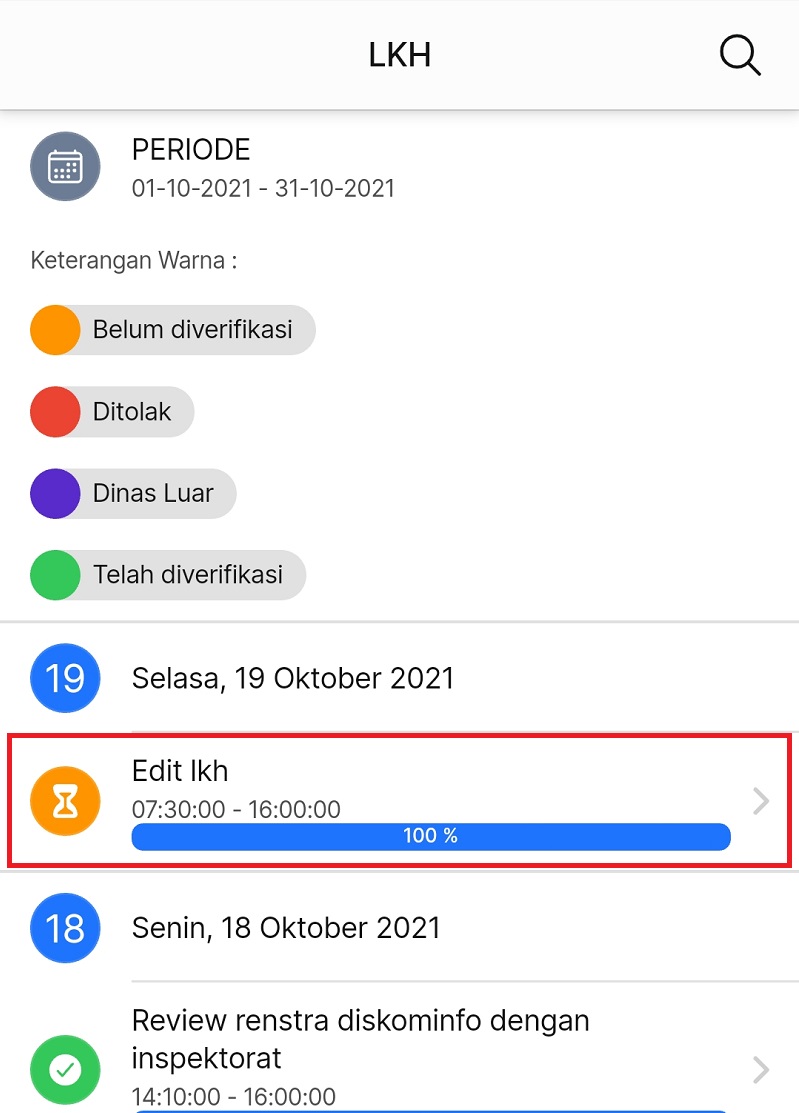 LKH
PERIODE
01-10-2021 - 31-10-2021
Keterangan Warna :
Belum diverifikasi
Ditolak
Dinas Luar
Telah diverifikasi
19 Selasa, 19 Oktober 2021
Edit lkh
07:30:00 - 16:00:00
100 %
18 Senin, 18 Oktober 2021
Review renstra diskominfo dengan
inspektorat
14:10:00 - 16:00:00